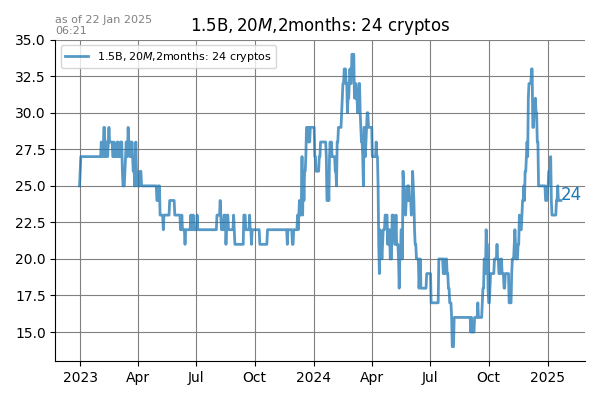 as of 22 Jan 2025
06:21
1.5B, 20M,2months: 24 cryptos
1.5B, 20M,2months: 24 cryptos
35.0
32.5
30.0
27.5
25.0
22.5
20.0
17.5
15.0
24
2023 Apr Jul Oct 2024 Apr Jul Oct 2025